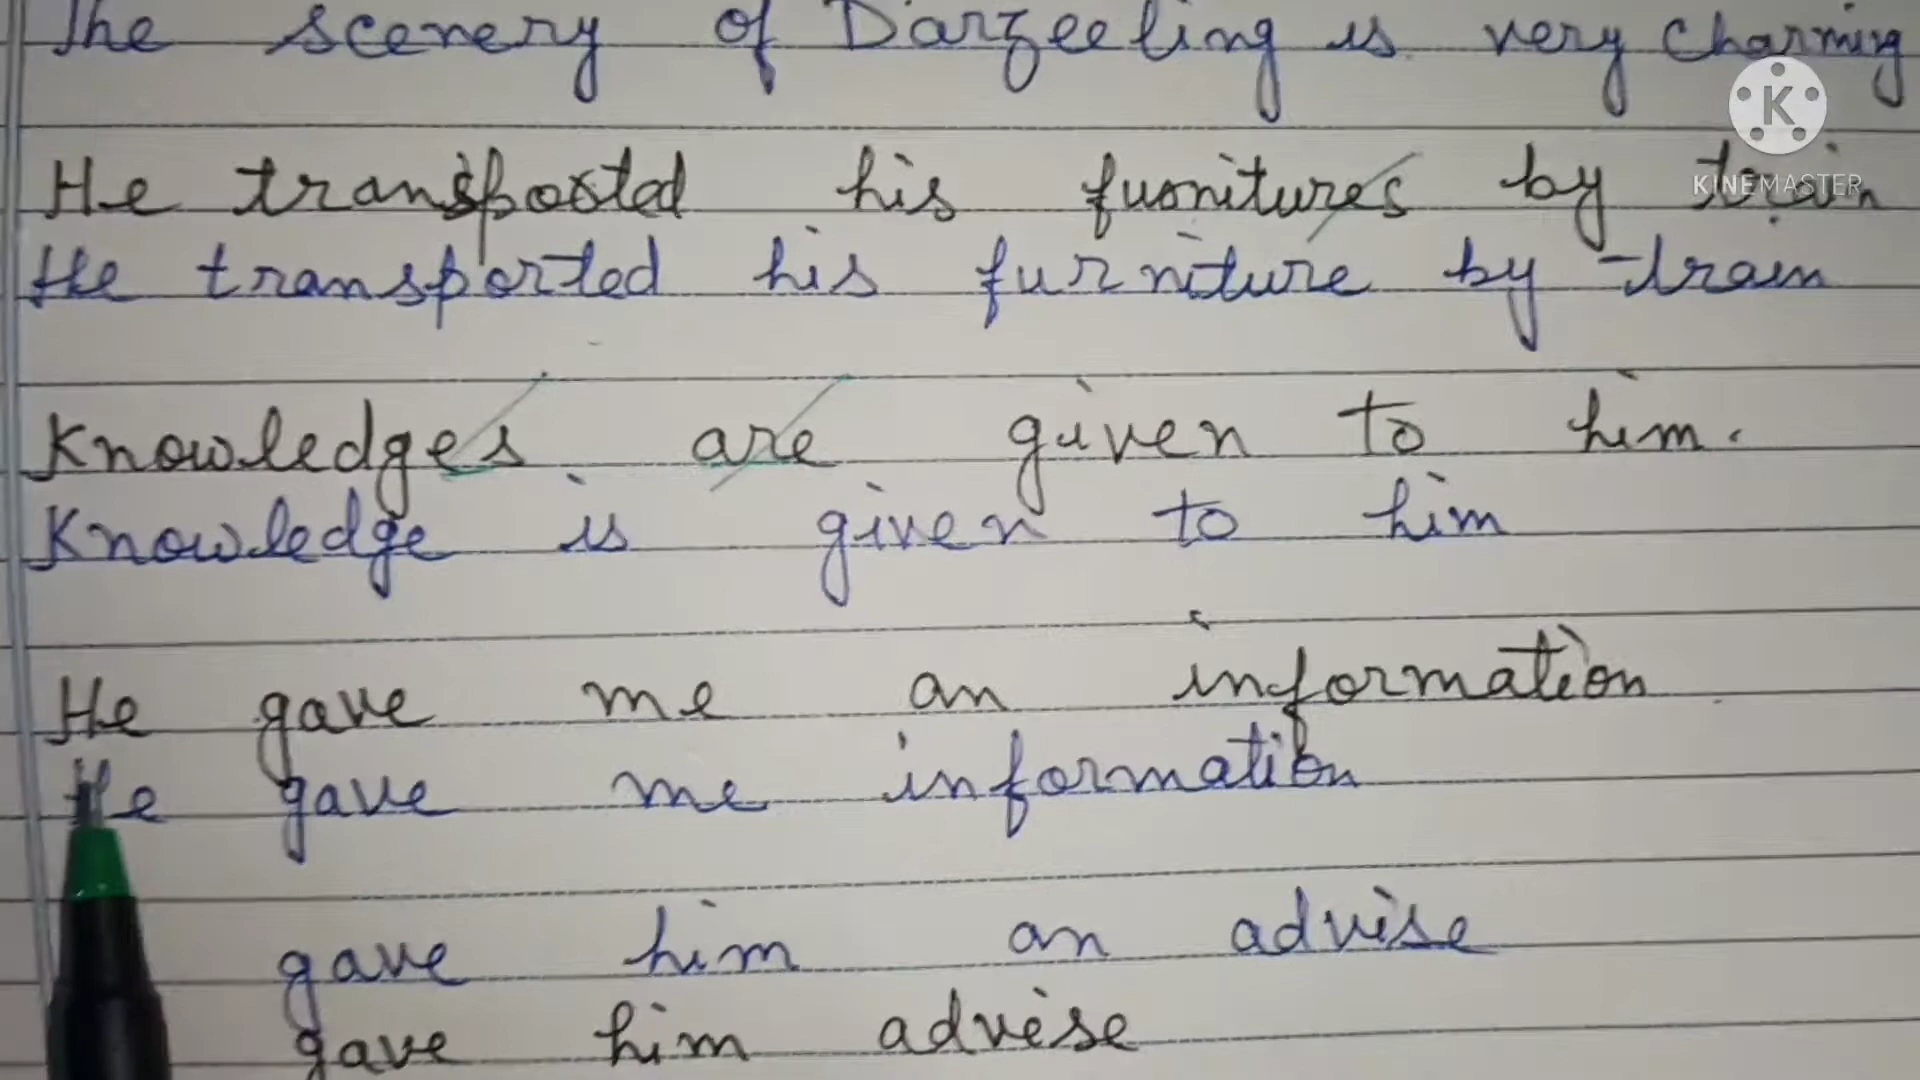 The scenery of Darzeeling is very charming
He transported his furnitures by train
He transported his furniture by train
Knowledges are given to him.
Knowledge is given to him
He gave me an information
He gave me information
gave him an advise
gave him advise
K
KINEMASTER